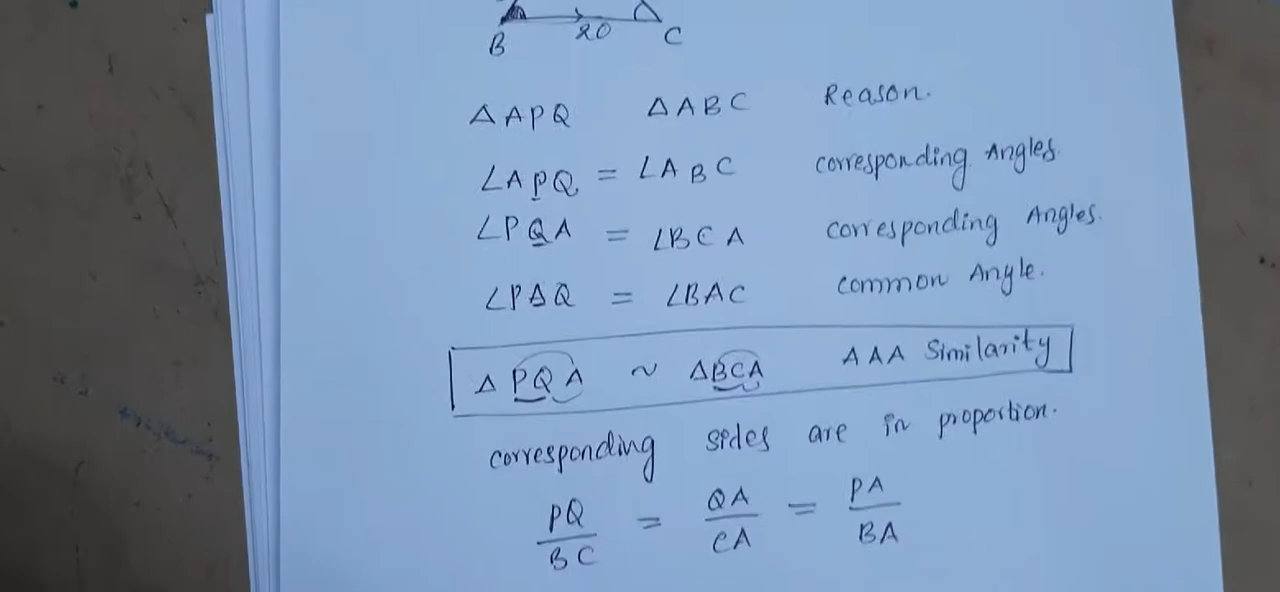 B 20 C
ΔAPQ ΔABC Reason.
∠APQ = ∠ABC corresponding Angles.
∠PQA = ∠BCA corresponding Angles.
∠PAQ = ∠BAC common Angle.
Δ PQA ~ ΔBCA AAA Similarity
corresponding sides are in proportion.
PQ/BC = QA/CA = PA/BA